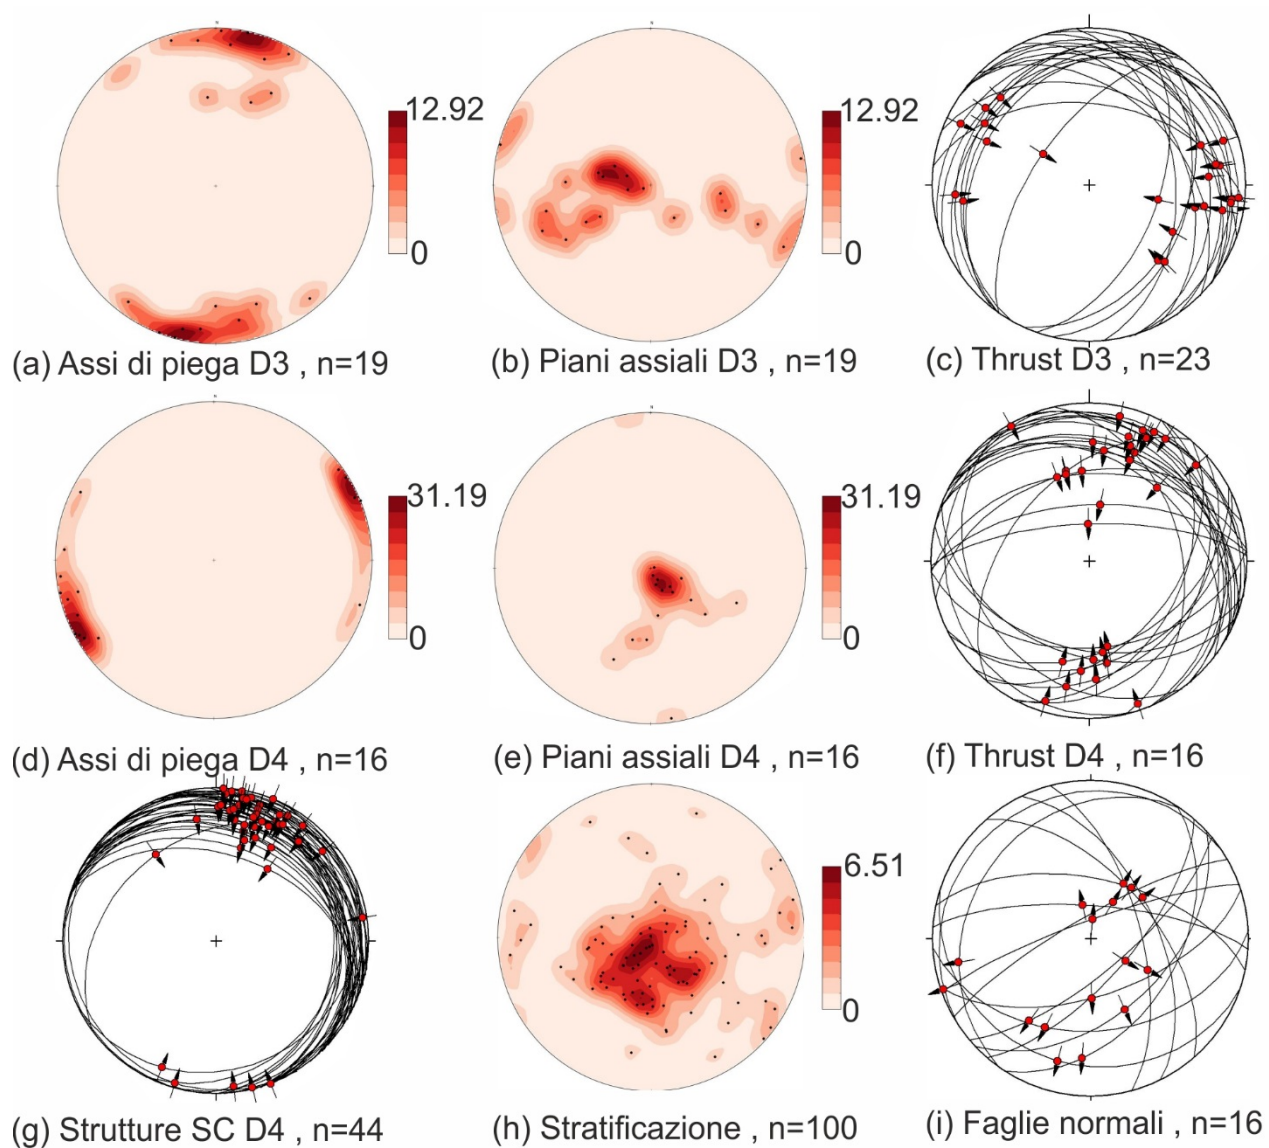 N
N
12.92
12.92
0
0
(a) Assi di piega D3 , n=19
(b) Piani assiali D3 , n=19
(c) Thrust D3 , n=23
N
N
31.19
31.19
0
0
(d) Assi di piega D4 , n=16
(e) Piani assiali D4 , n=16
(f) Thrust D4 , n=16
6.51
0
(g) Strutture SC D4 , n=44
(h) Stratificazione , n=100
(i) Faglie normali , n=16